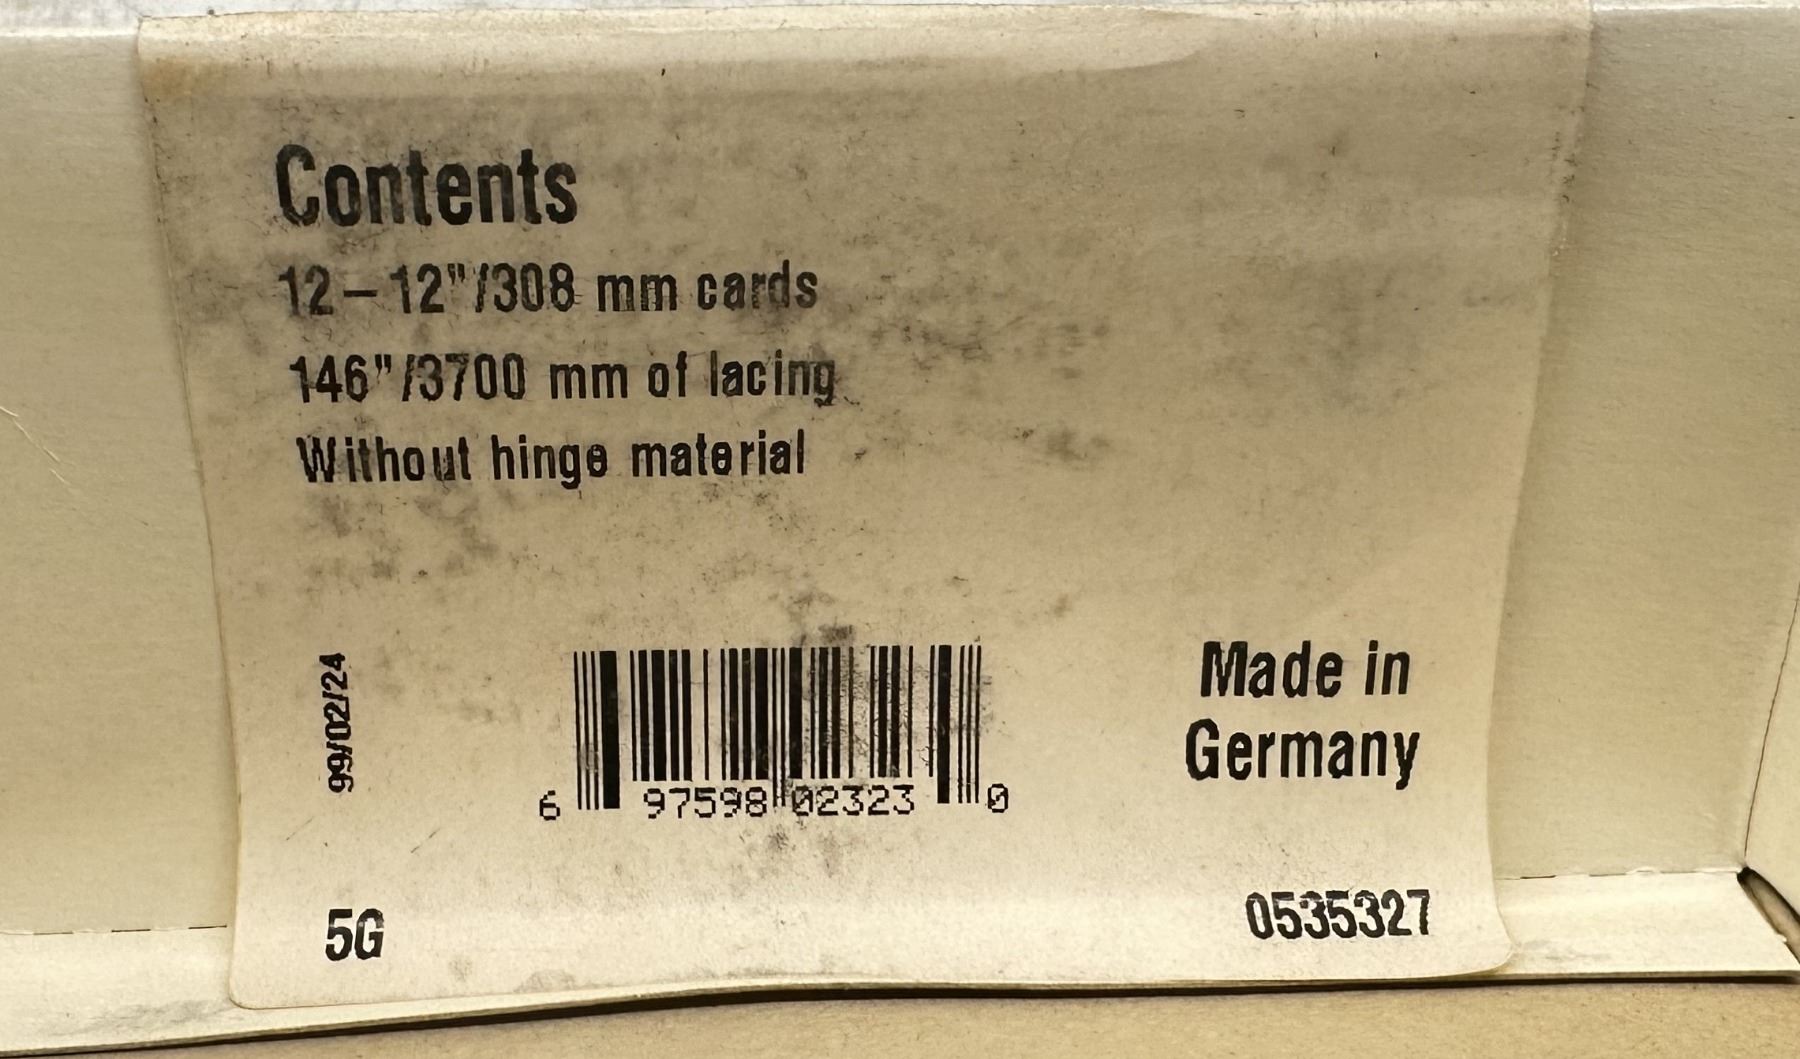 Contents
12 – 12"/308 mm cards
146"/3700 mm of lacing
Without hinge material
99/02/24
6 97598 02323 0
Made in
Germany
5G
0535327